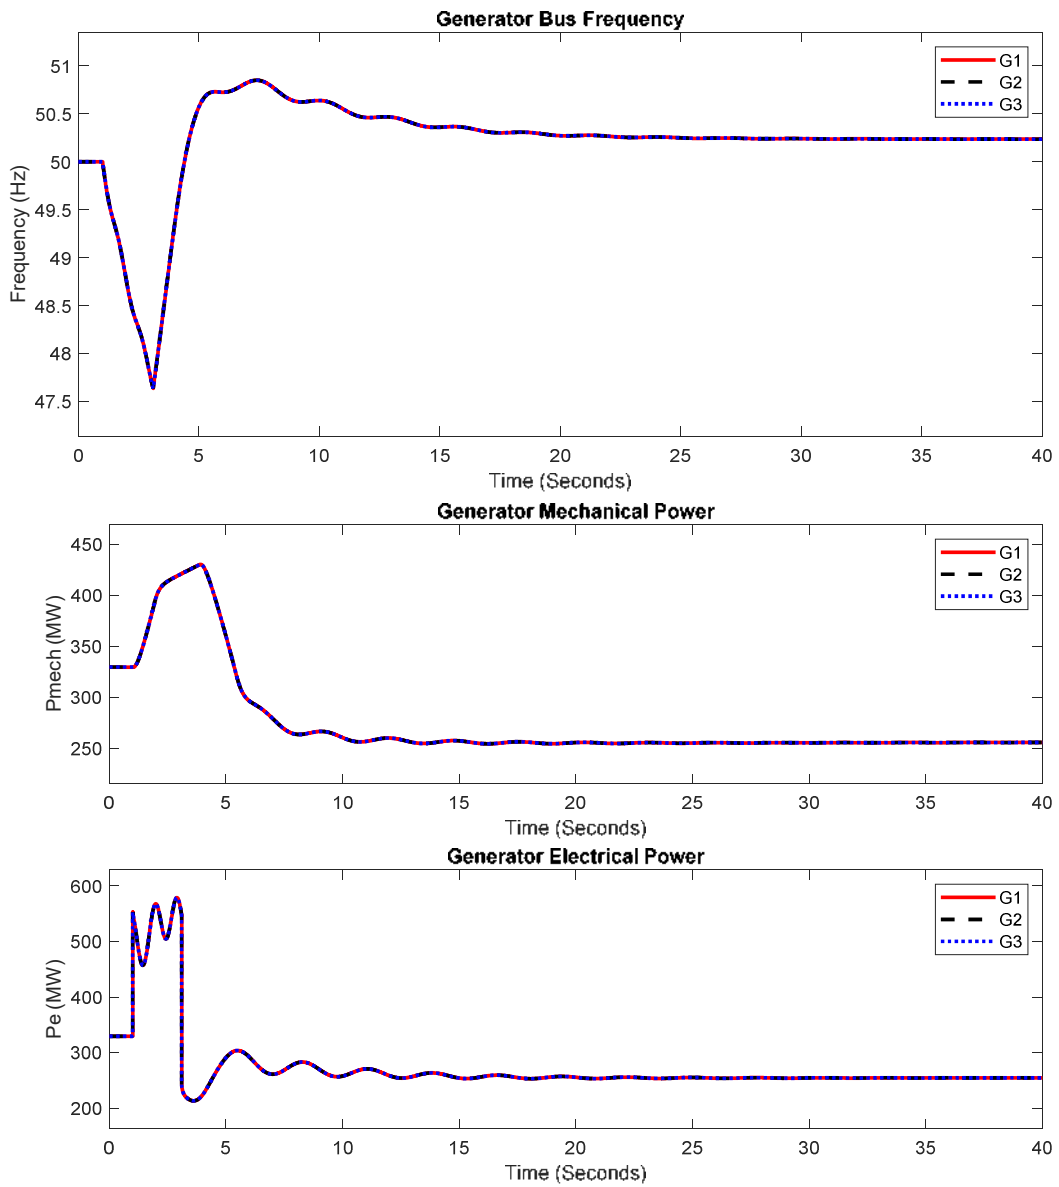 Generator Bus Frequency
51
50.5
50
49.5
49
48.5
48
47.5
Frequency (Hz)
G1
G2
G3
0 5 10 15 20 25 30 35 40
Time (Seconds)
Generator Mechanical Power
450
400
350
300
250
Pmech (MW)
G1
G2
G3
0 5 10 15 20 25 30 35 40
Time (Seconds)
Generator Electrical Power
600
500
400
300
200
Pe (MW)
G1
G2
G3
0 5 10 15 20 25 30 35 40
Time (Seconds)